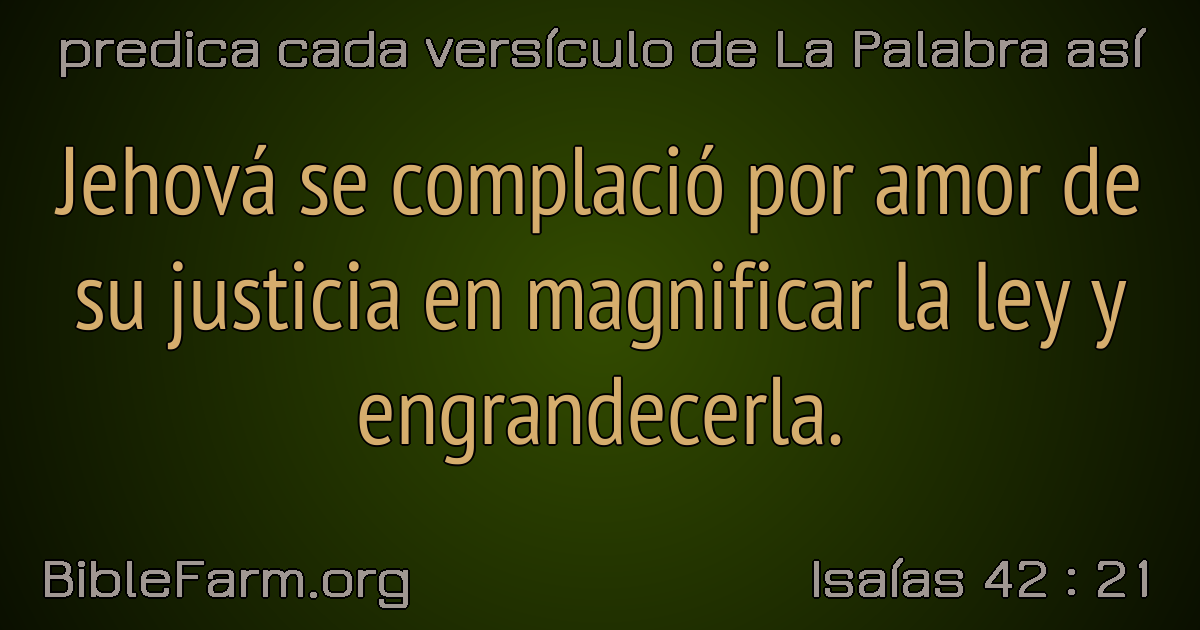 predica cada versículo de La Palabra así
Jehová se complació por amor de
su justicia en magnificar la ley y
engrandecerla.
BibleFarm.org
Isaías 42 : 21